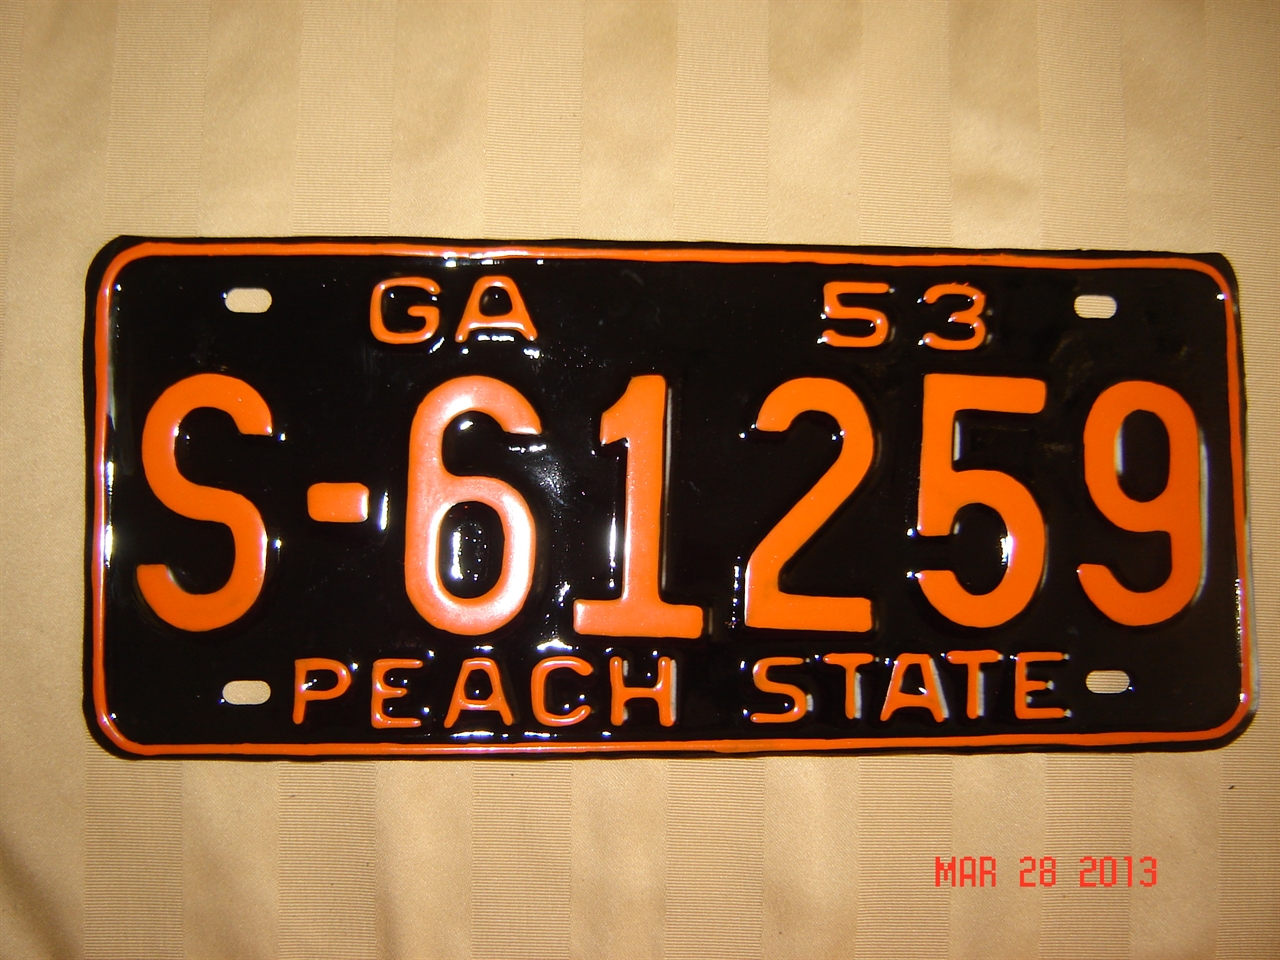 GA 53
S-61259
PEACH STATE
MAR 28 2013